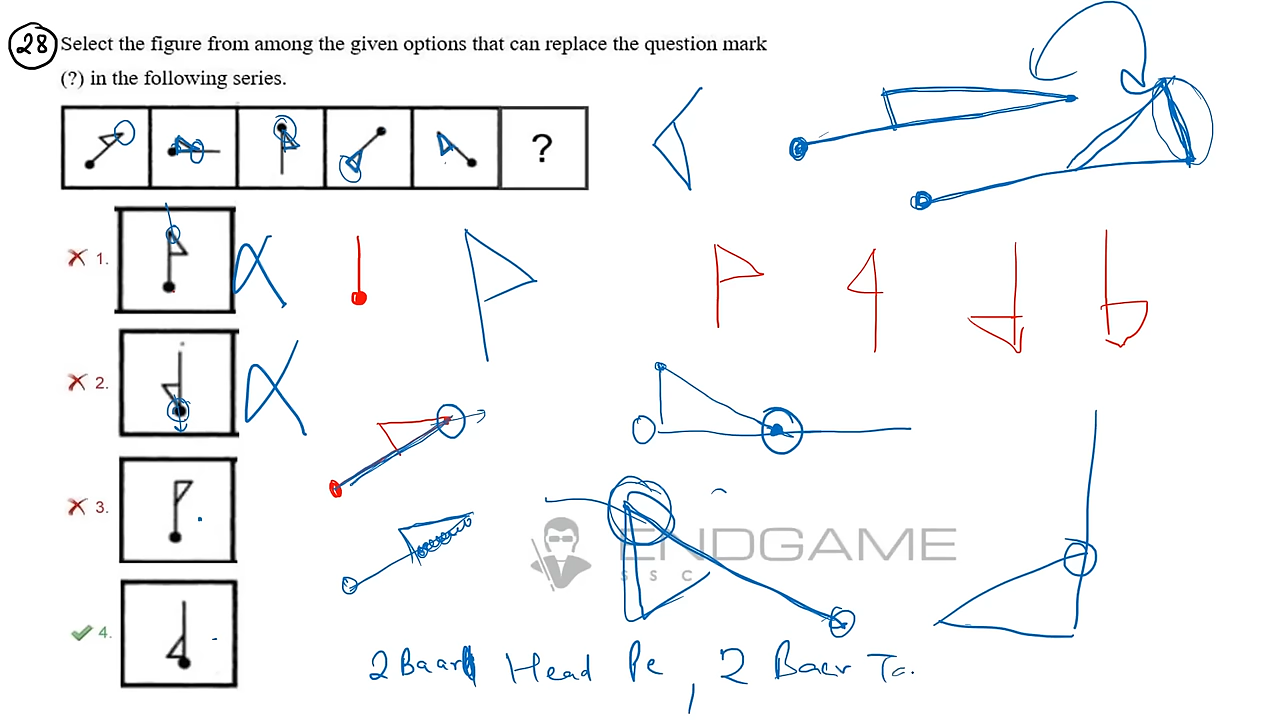 28 Select the figure from among the given options that can replace the question mark
(?) in the following series.
?
1.
2.
3.
4.
ENDGAME
SSC
2 Baar Head Pe, 2 Baar Ta.